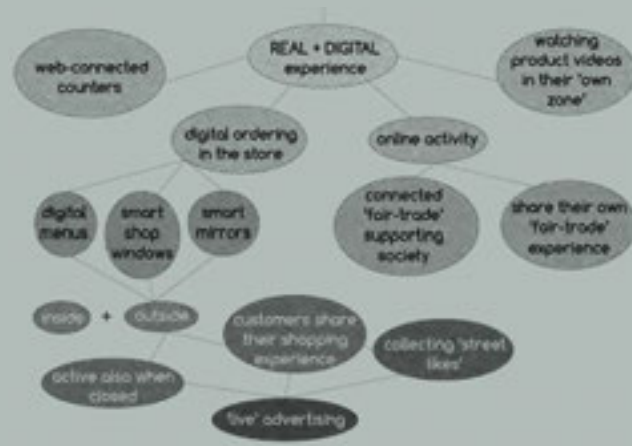 REAL + DIGITAL
experience
web-connected
counters
watching
product videos
in their 'own
zone'
digital ordering
in the store
online activity
digital
menus
smart
shop
windows
smart
mirrors
connected
'fair-trade'
supporting
society
share their own
'fair-trade'
experience
inside
+
outside
customers share
their shopping
experience
collecting 'street
likes'
active also when
closed
'live' advertising